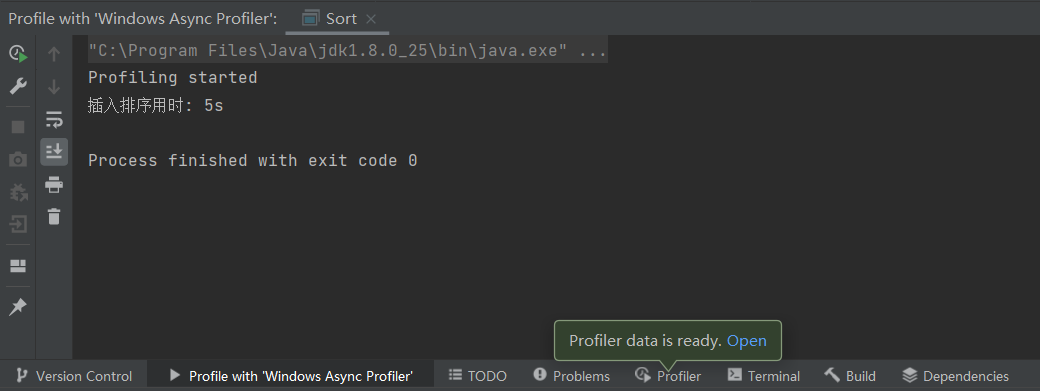 Profile with 'Windows Async Profiler':
Sort
"C:\Program Files\Java\jdk1.8.0_25\bin\java.exe" ...
Profiling started
插入排序用时: 5s
Process finished with exit code 0
Profiler data is ready. Open
Version Control
Profile with 'Windows Async Profiler'
TODO
Problems
Profiler
Terminal
Build
Dependencies